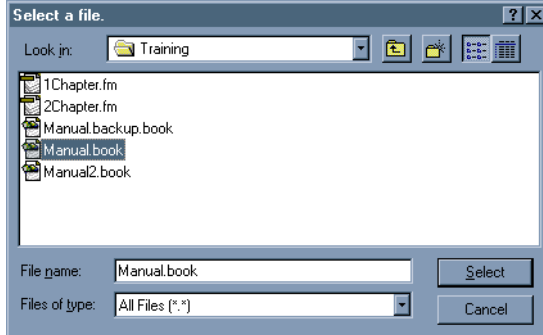 Select a file.
Look in: Training
1Chapter.fm
2Chapter.fm
Manual.backup.book
Manual.book
Manual2.book
File name: Manual.book Select
Files of type: All Files (*.*) Cancel